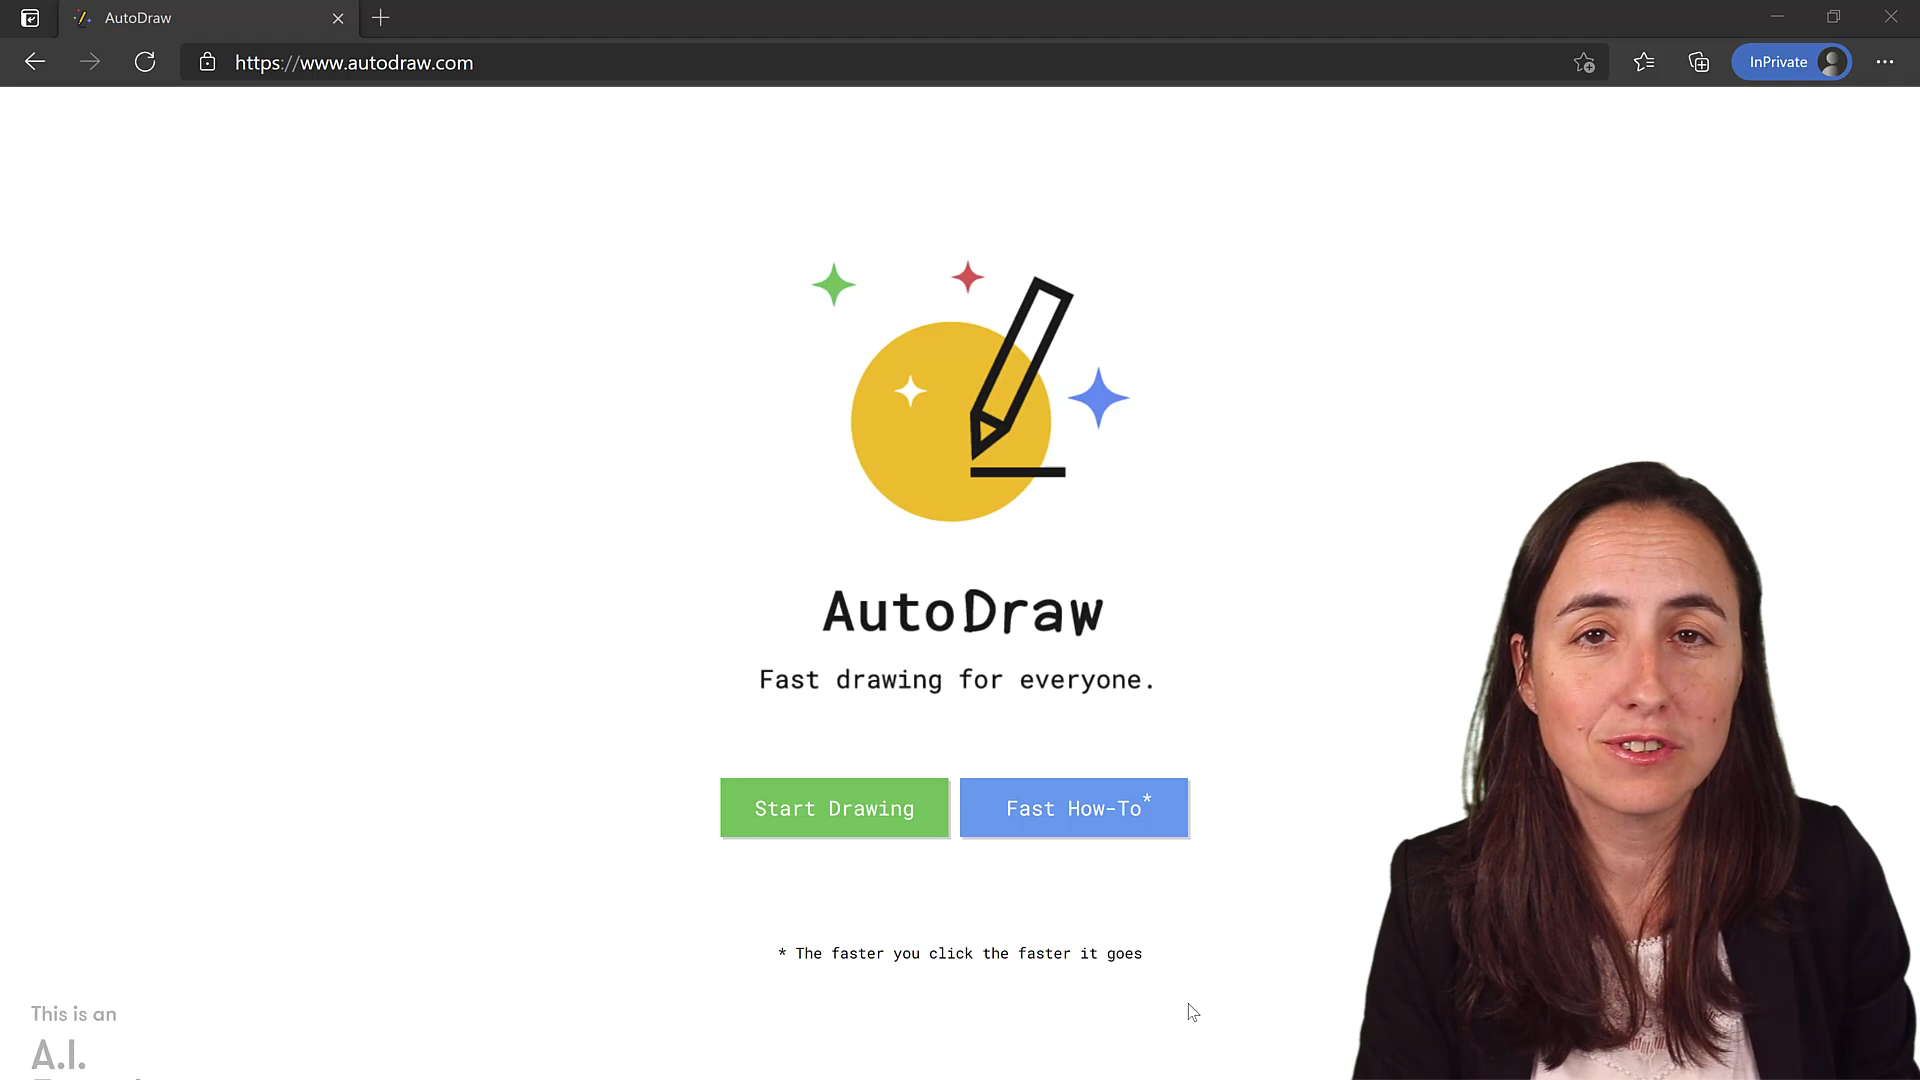 AutoDraw
https://www.autodraw.com
InPrivate
AutoDraw
Fast drawing for everyone.
Start Drawing
Fast How-To*
* The faster you click the faster it goes
This is an
A.I.